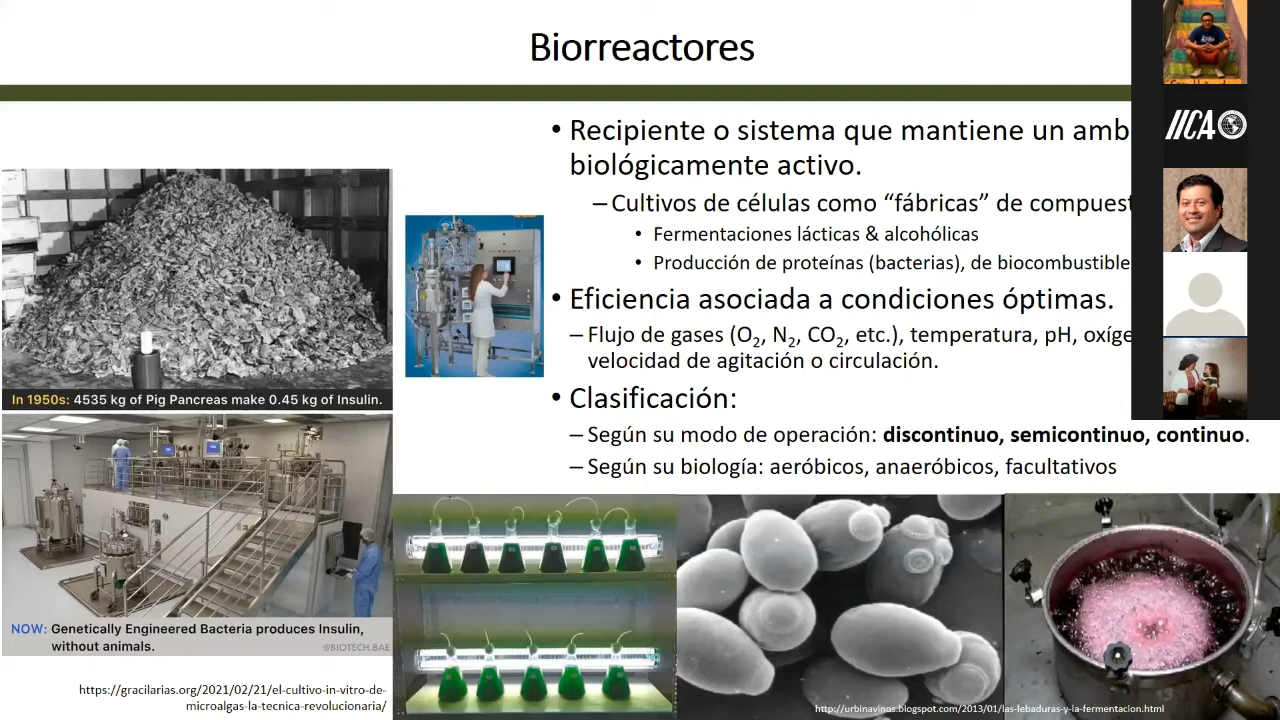 Biorreactores
• Recipiente o sistema que mantiene un amb
biológicamente activo.
– Cultivos de células como “fábricas” de compuest
• Fermentaciones lácticas & alcohólicas
• Producción de proteínas (bacterias), de biocombustible
• Eficiencia asociada a condiciones óptimas.
– Flujo de gases (O₂, N₂, CO₂, etc.), temperatura, pH, oxíge
velocidad de agitación o circulación.
• Clasificación:
– Según su modo de operación: discontinuo, semicontinuo, continuo.
– Según su biología: aeróbicos, anaeróbicos, facultativos
In 1950s: 4535 kg of Pig Pancreas make 0.45 kg of Insulin.
NOW: Genetically Engineered Bacteria produces Insulin,
without animals.
@BIOTECH.BAE
https://gracilarias.org/2021/02/21/el-cultivo-in-vitro-de-
microalgas-la-tecnica-revolucionaria/
http://urbinavinos.blogspot.com/2013/01/las-lebaduras-y-la-fermentacion.html
IICA